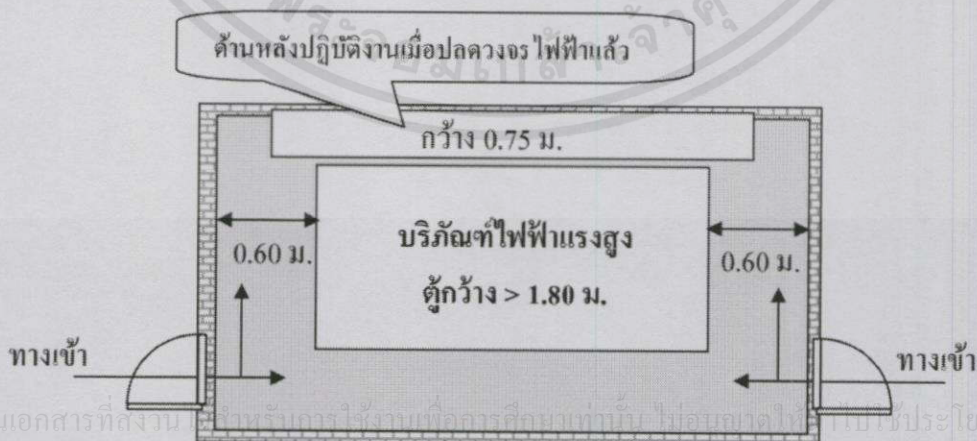 ด้านหลังปฏิบัติงานเมื่อปลดวงจรไฟฟ้าแล้ว
กว้าง 0.75 ม.
บริภัณฑ์ไฟฟ้าแรงสูง
ตู้กว้าง > 1.80 ม.
0.60 ม.
0.60 ม.
ทางเข้า
ทางเข้า